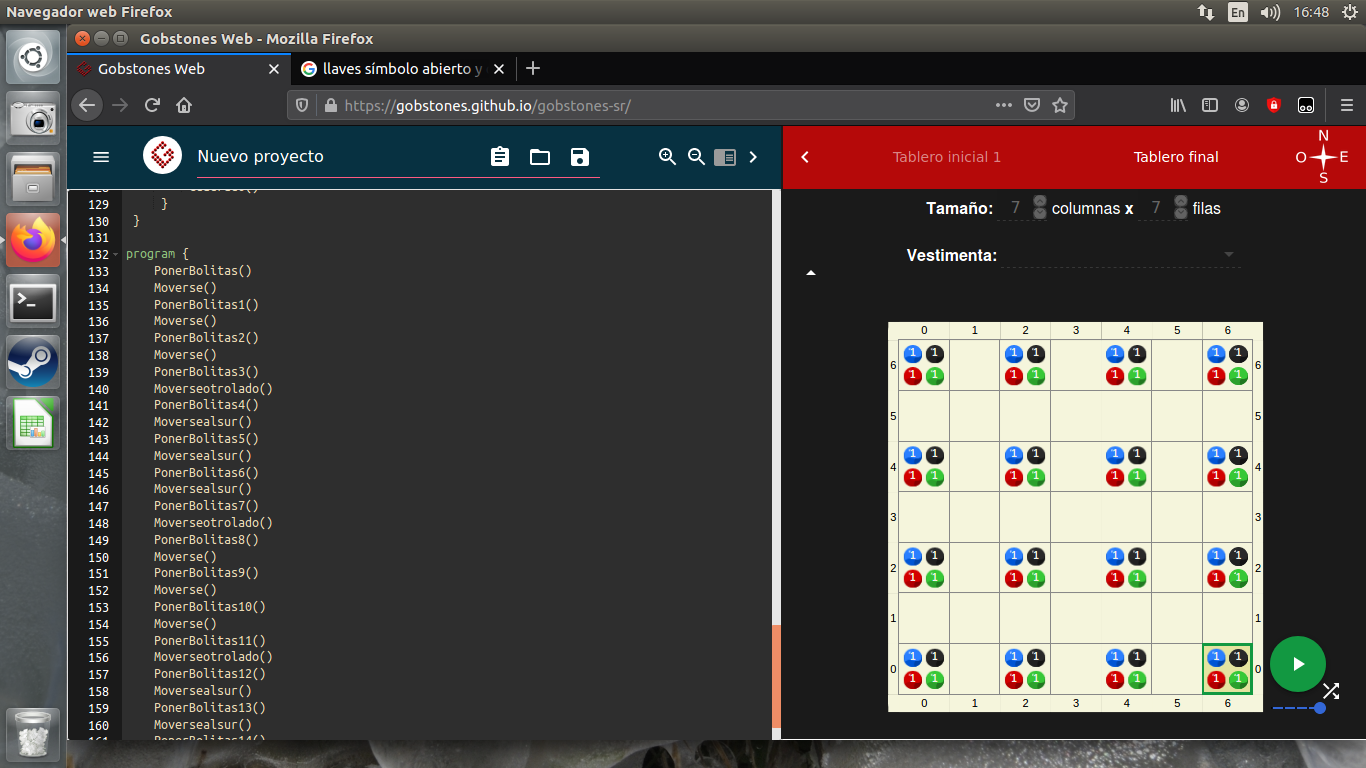 Navegador web Firefox
En
16:48
Gobstones Web - Mozilla Firefox
Gobstones Web
llaves símbolo abierto y
https://gobstones.github.io/gobstones-sr/
Nuevo proyecto
Tablero inicial 1
Tablero final
N
O E
S
129 }
130 }
131
132 program {
133 PonerBolitas()
134 Moverse()
135 PonerBolitas1()
136 Moverse()
137 PonerBolitas2()
138 Moverse()
139 PonerBolitas3()
140 Moverseotrolado()
141 PonerBolitas4()
142 Moversealsur()
143 PonerBolitas5()
144 Moversealsur()
145 PonerBolitas6()
146 Moversealsur()
147 PonerBolitas7()
148 Moverseotrolado()
149 PonerBolitas8()
150 Moverse()
151 PonerBolitas9()
152 Moverse()
153 PonerBolitas10()
154 Moverse()
155 PonerBolitas11()
156 Moverseotrolado()
157 PonerBolitas12()
158 Moversealsur()
159 PonerBolitas13()
160 Moversealsur()
161 PonerBolitas14()
Tamaño: 7 columnas x 7 filas
Vestimenta:
0 1 2 3 4 5 6
1 1 1 1 1 1 1 1
6 6
1 1 1 1 1 1 1 1
5 5
1 1 1 1 1 1 1 1
4 4
1 1 1 1 1 1 1 1
3 3
1 1 1 1 1 1 1 1
2 2
1 1 1 1 1 1 1 1
1 1
1 1 1 1 1 1 1 1
0 0
1 1 1 1 1 1 1 1
0 1 2 3 4 5 6